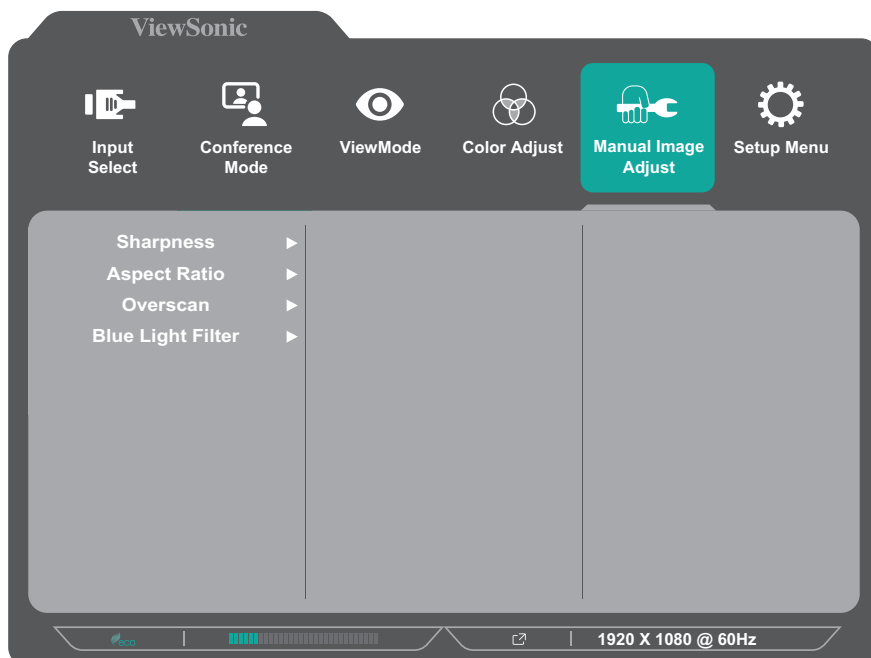 ViewSonic
Input
Select
Conference
Mode
ViewMode
Color Adjust
Manual Image
Adjust
Setup Menu
Sharpness
Aspect Ratio
Overscan
Blue Light Filter
eco
1920 X 1080 @ 60Hz